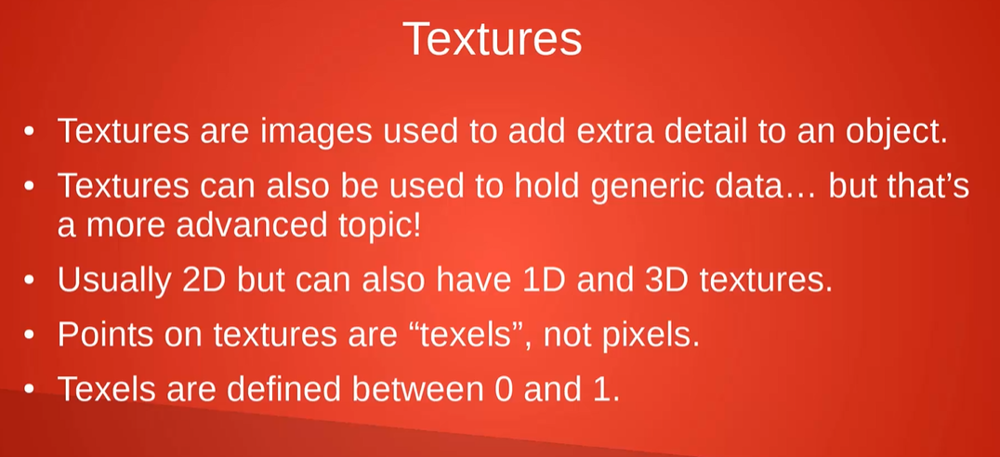 Textures
• Textures are images used to add extra detail to an object.
• Textures can also be used to hold generic data… but that’s
a more advanced topic!
• Usually 2D but can also have 1D and 3D textures.
• Points on textures are “texels”, not pixels.
• Texels are defined between 0 and 1.